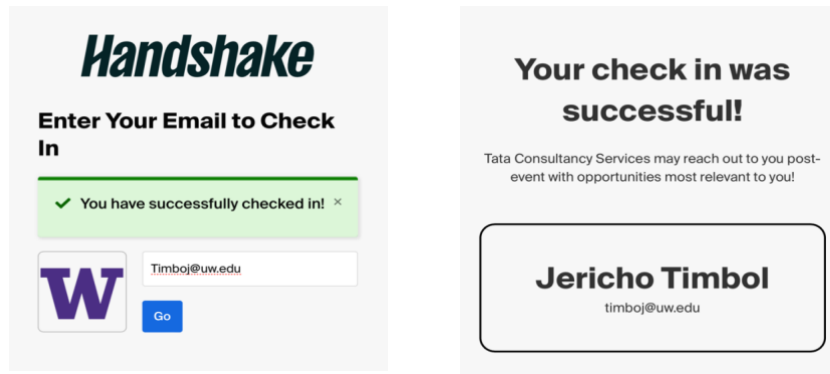 Handshake
Enter Your Email to Check
In
You have successfully checked in! ×
W
Timboj@uw.edu
Go
Your check in was
successful!
Tata Consultancy Services may reach out to you post-
event with opportunities most relevant to you!
Jericho Timbol
timboj@uw.edu